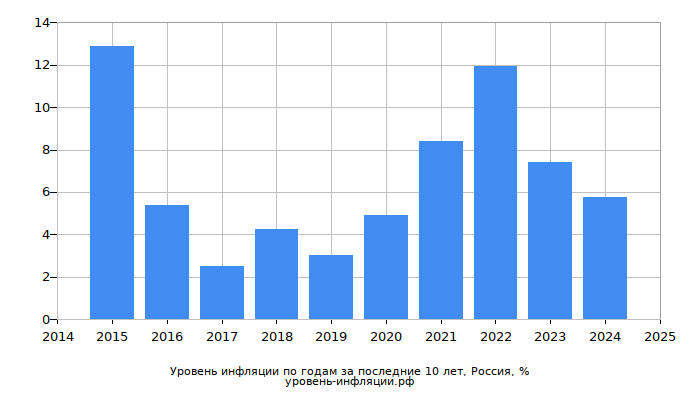 14
12
10
8
6
4
2
0
2014 2015 2016 2017 2018 2019 2020 2021 2022 2023 2024 2025
Уровень инфляции по годам за последние 10 лет, Россия, %
уровень-инфляции.рф